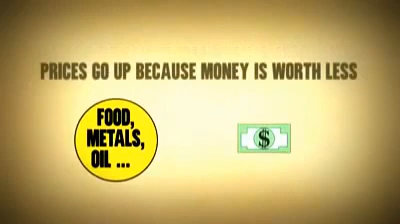 PRICES GO UP BECAUSE MONEY IS WORTH LESS
FOOD,
METALS,
OIL ...
$